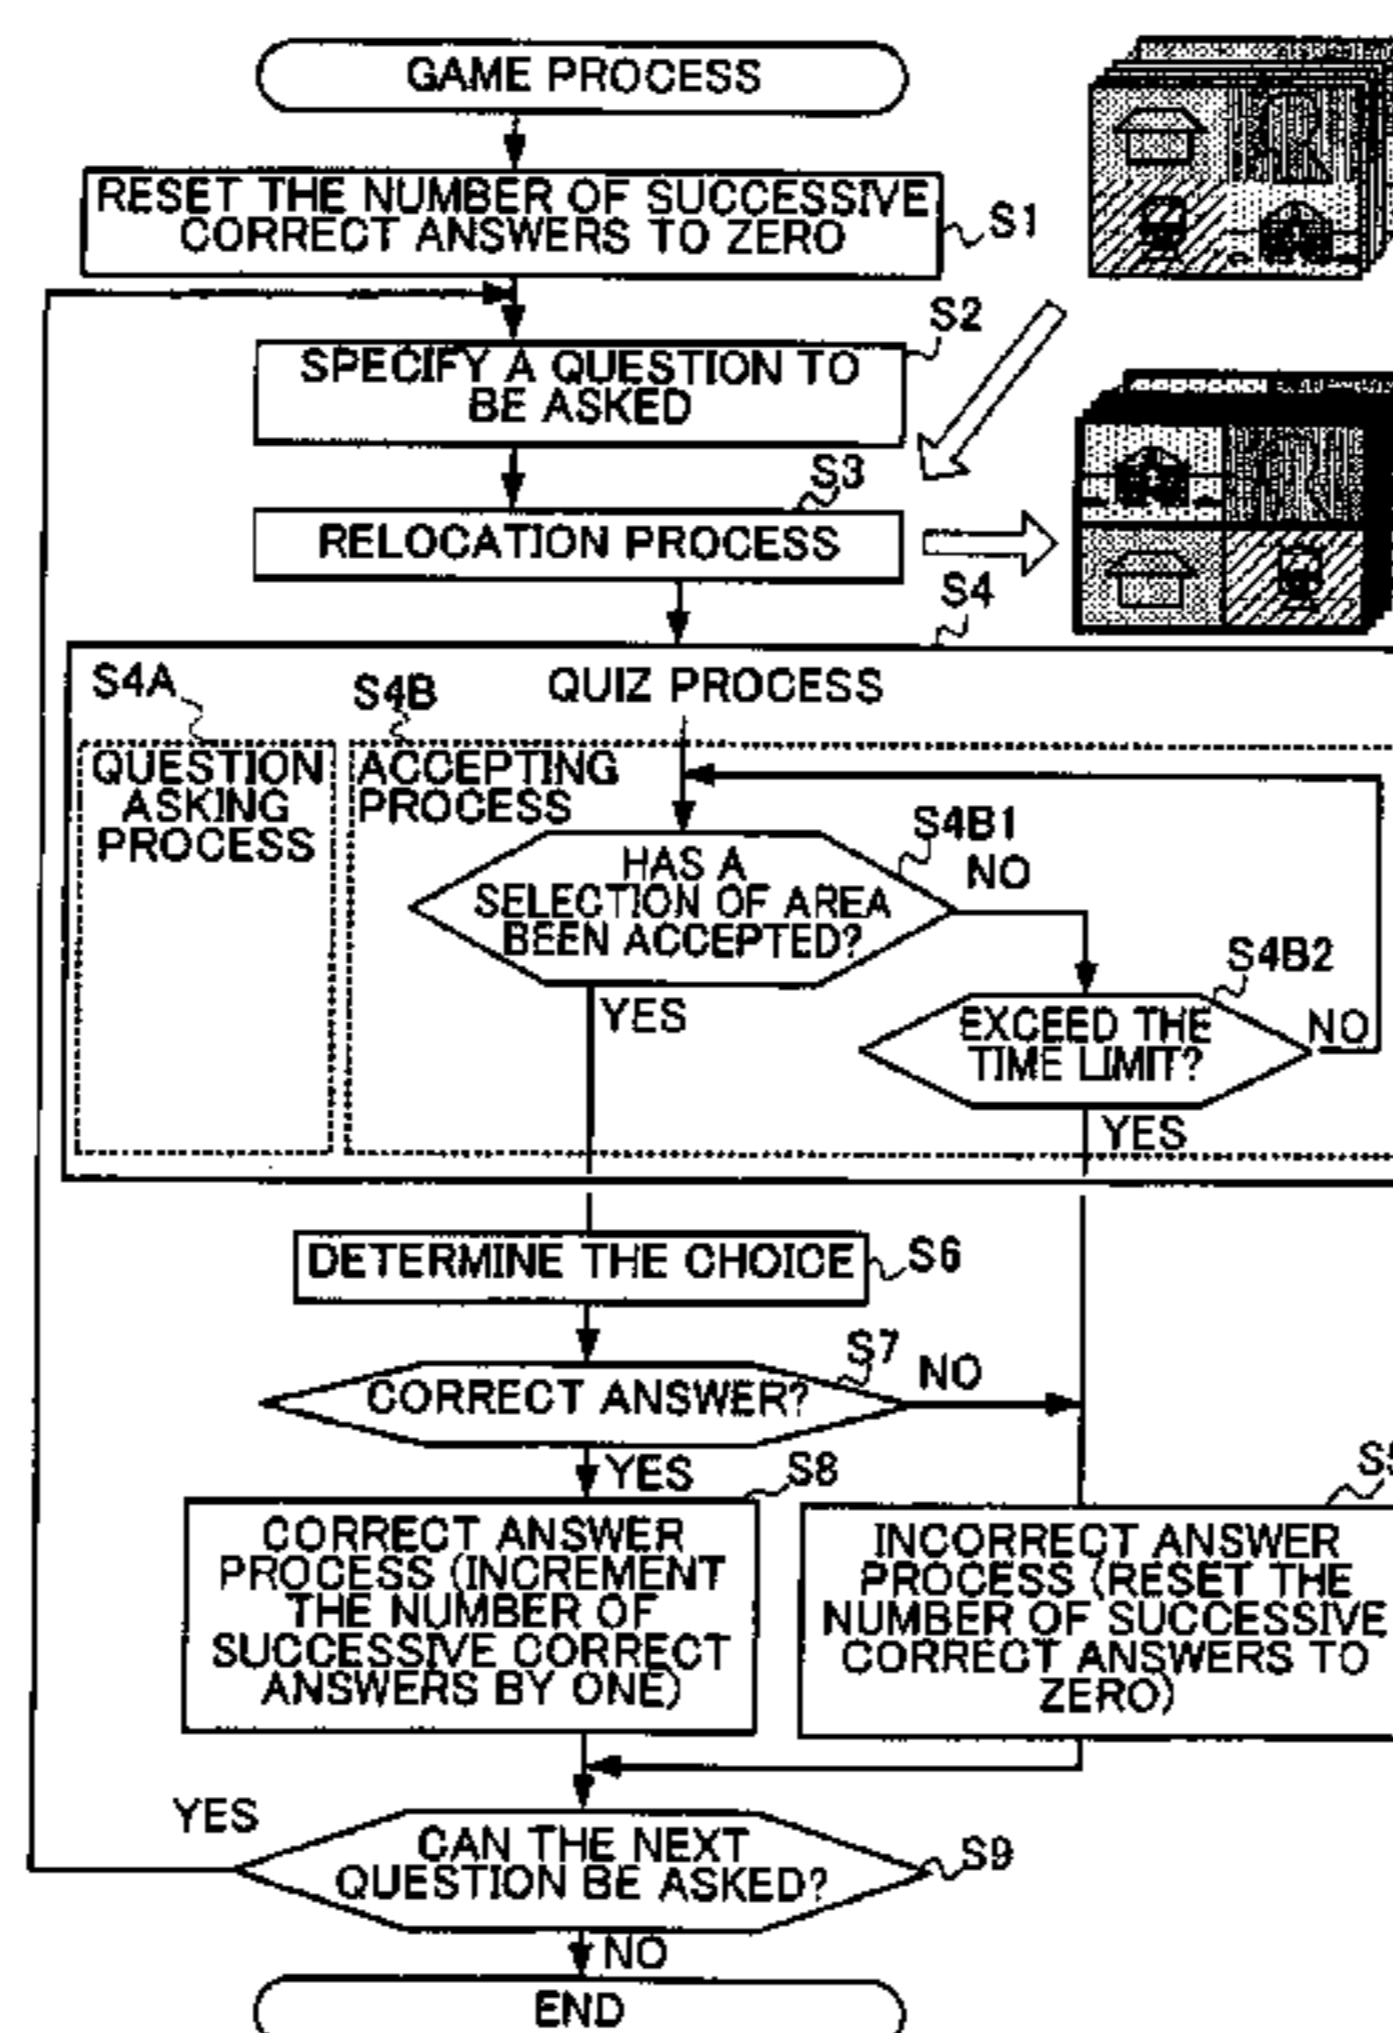 GAME PROCESS
RESET THE NUMBER OF SUCCESSIVE
CORRECT ANSWERS TO ZERO
S1
S2
SPECIFY A QUESTION TO
BE ASKED
S3
RELOCATION PROCESS
S4
QUIZ PROCESS
S4A
S4B
QUESTION
ASKING
PROCESS
ACCEPTING
PROCESS
S4B1
HAS A
SELECTION OF AREA
BEEN ACCEPTED?
NO
YES
S4B2
EXCEED THE
TIME LIMIT?
NO
YES
DETERMINE THE CHOICE
S6
S7
CORRECT ANSWER?
NO
YES
S8
CORRECT ANSWER
PROCESS (INCREMENT
THE NUMBER OF
SUCCESSIVE CORRECT
ANSWERS BY ONE)
INCORRECT ANSWER
PROCESS (RESET THE
NUMBER OF SUCCESSIVE
CORRECT ANSWERS TO
ZERO)
YES
CAN THE NEXT
QUESTION BE ASKED?
S9
NO
END